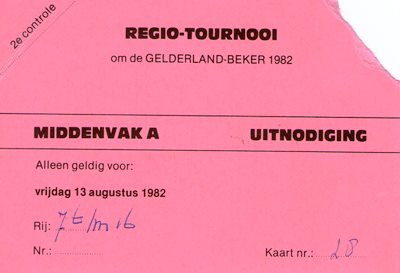 2e controle
REGIO-TOURNOOI
om de GELDERLAND-BEKER 1982
MIDDENVAK A UITNODIGING
Alleen geldig voor:
vrijdag 13 augustus 1982
Rij: 7 t/m 16
Nr.:
Kaart nr.: 28